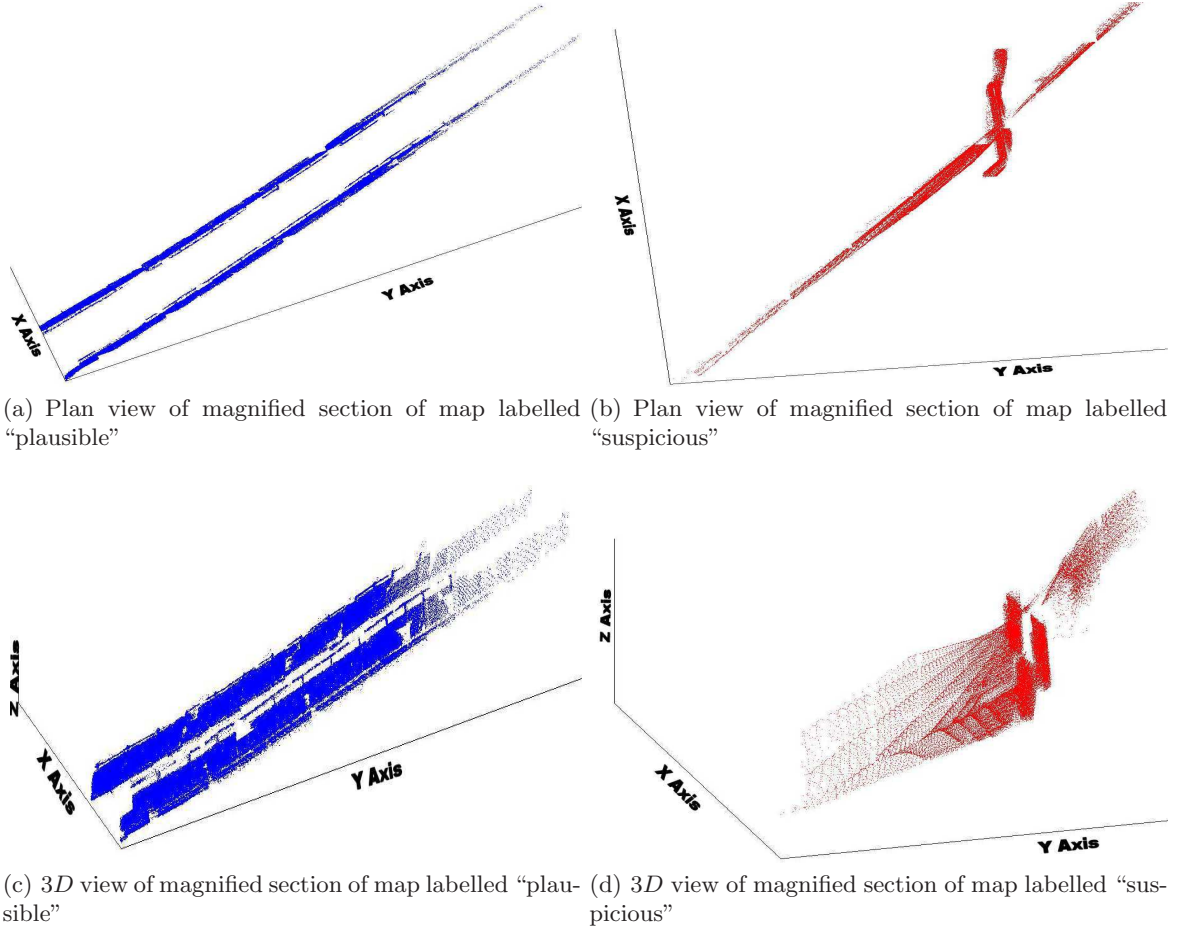 X Axis
Y Axis
X Axis
Y Axis
(a) Plan view of magnified section of map labelled
“plausible”
(b) Plan view of magnified section of map labelled
“suspicious”
Z Axis
X Axis
Y Axis
Z Axis
X Axis
Y Axis
(c) 3D view of magnified section of map labelled “plau-
sible”
(d) 3D view of magnified section of map labelled “sus-
picious”